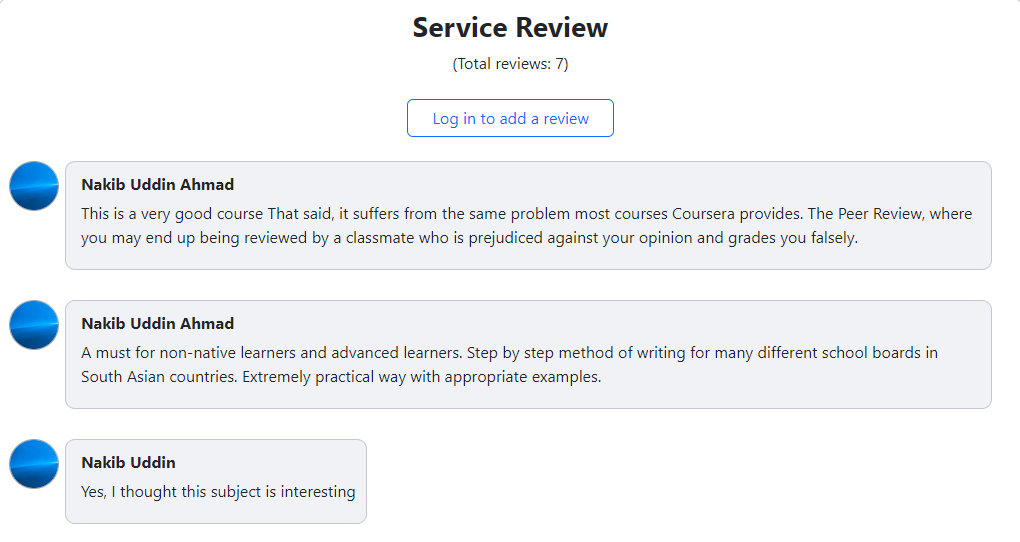 Service Review
(Total reviews: 7)
Log in to add a review
Nakib Uddin Ahmad
This is a very good course That said, it suffers from the same problem most courses Coursera provides. The Peer Review, where
you may end up being reviewed by a classmate who is prejudiced against your opinion and grades you falsely.
Nakib Uddin Ahmad
A must for non-native learners and advanced learners. Step by step method of writing for many different school boards in
South Asian countries. Extremely practical way with appropriate examples.
Nakib Uddin
Yes, I thought this subject is interesting